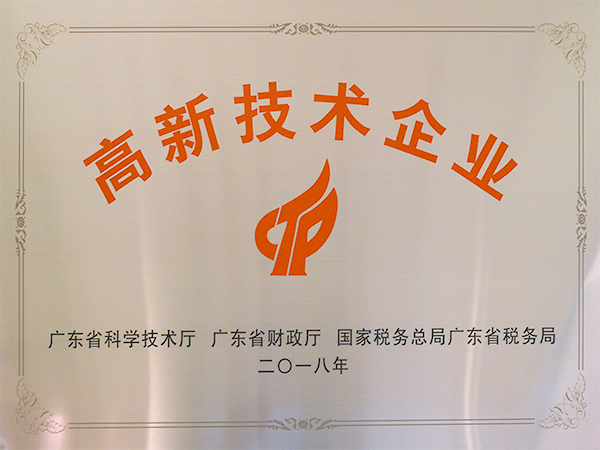 高新技术企业
广东省科学技术厅 广东省财政厅 国家税务总局广东省税务局
二〇一八年